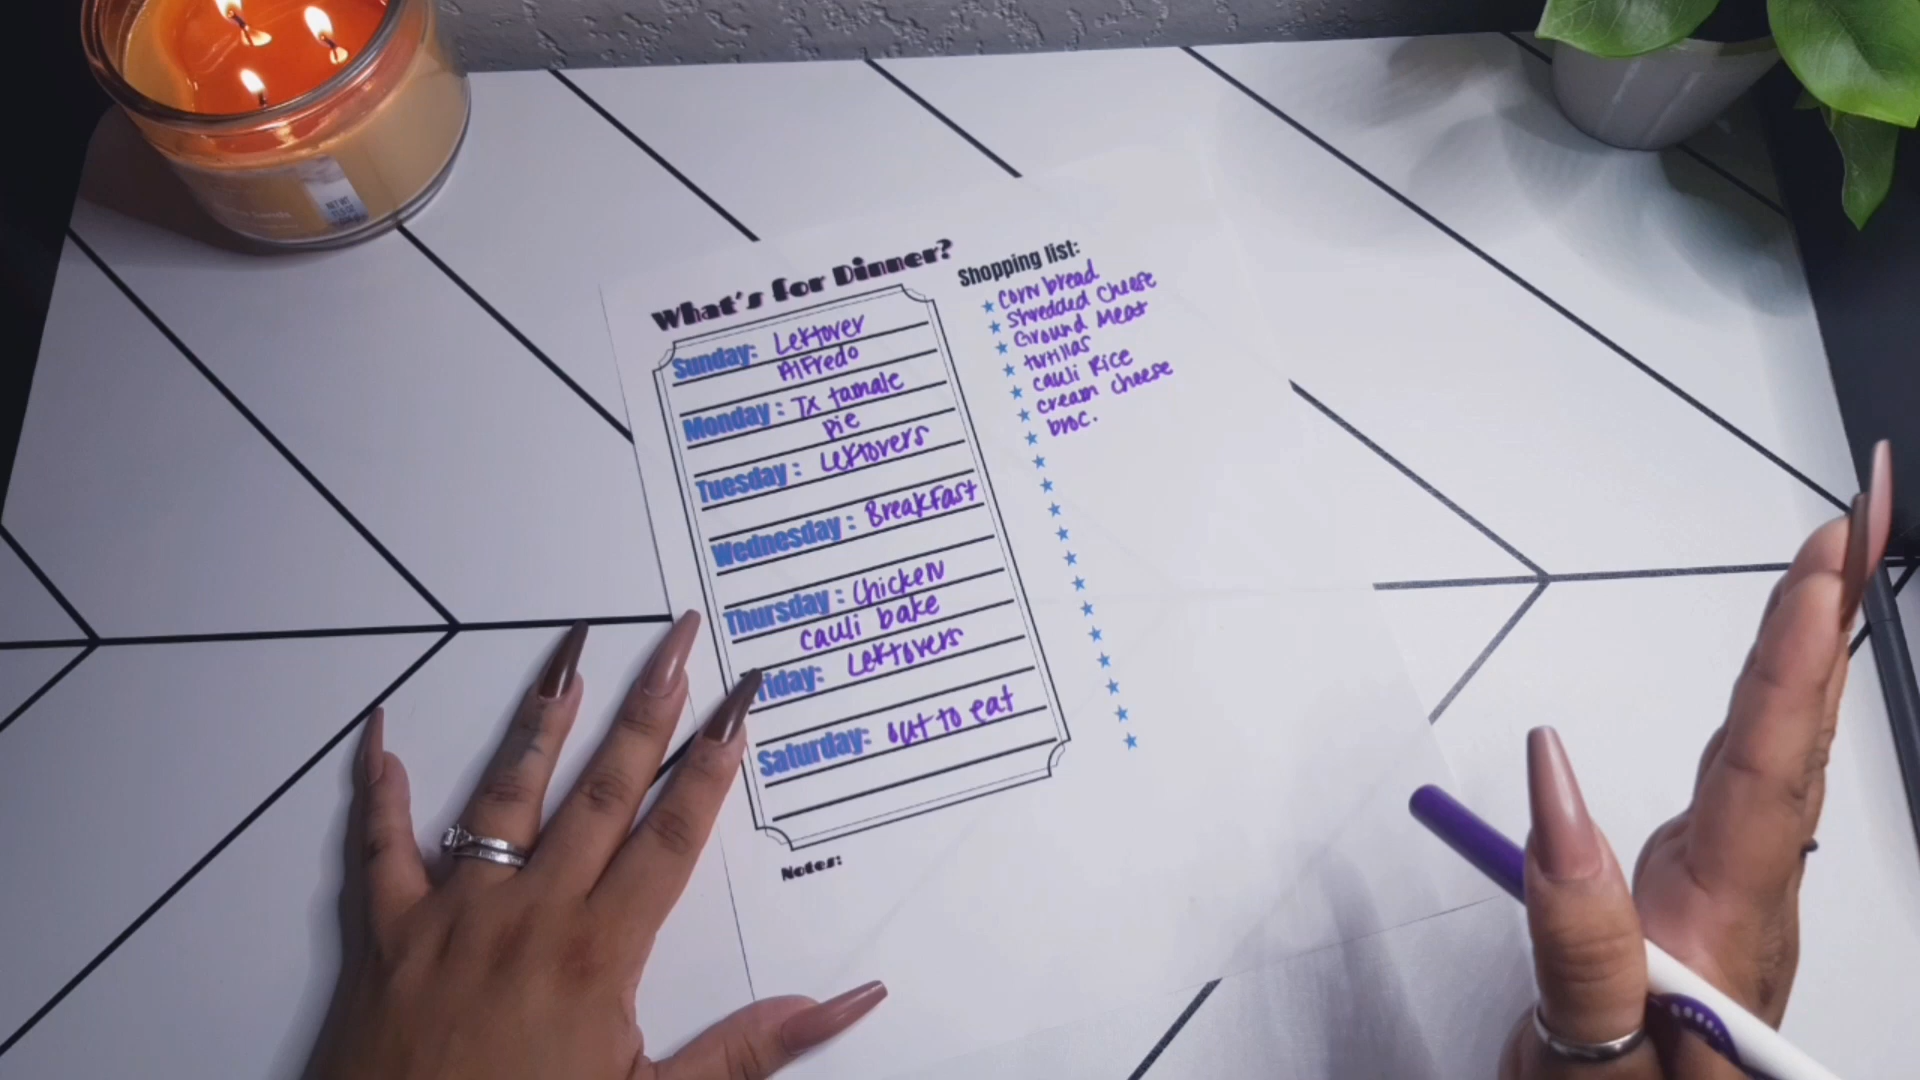 What's for Dinner?
Sunday: Leftover
Alfredo
Monday: Tx tamale
pie
Tuesday: Leftovers
Wednesday: Breakfast
Thursday: Chicken
cauli bake
Friday: Leftovers
Saturday: out to eat
Notes:
Shopping list:
corn bread
Shredded Cheese
Ground Meat
tortillas
cauli Rice
cream cheese
broc.
NET WT